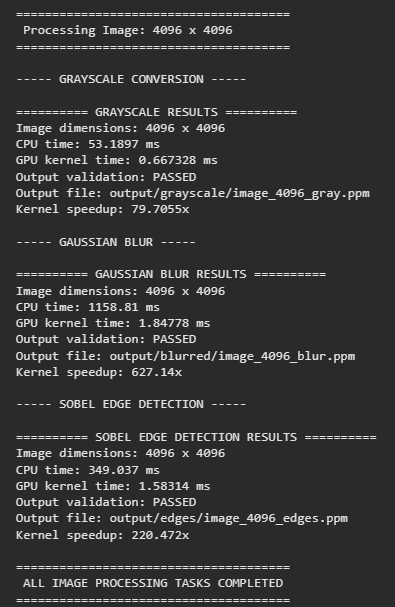 ======================================
Processing Image: 4096 x 4096
======================================
----- GRAYSCALE CONVERSION -----
========== GRAYSCALE RESULTS ==========
Image dimensions: 4096 x 4096
CPU time: 53.1897 ms
GPU kernel time: 0.667328 ms
Output validation: PASSED
Output file: output/grayscale/image_4096_gray.ppm
Kernel speedup: 79.7055x
----- GAUSSIAN BLUR -----
========== GAUSSIAN BLUR RESULTS ==========
Image dimensions: 4096 x 4096
CPU time: 1158.81 ms
GPU kernel time: 1.84778 ms
Output validation: PASSED
Output file: output/blurred/image_4096_blur.ppm
Kernel speedup: 627.14x
----- SOBEL EDGE DETECTION -----
========== SOBEL EDGE DETECTION RESULTS ==========
Image dimensions: 4096 x 4096
CPU time: 349.037 ms
GPU kernel time: 1.58314 ms
Output validation: PASSED
Output file: output/edges/image_4096_edges.ppm
Kernel speedup: 220.472x
======================================
ALL IMAGE PROCESSING TASKS COMPLETED
======================================